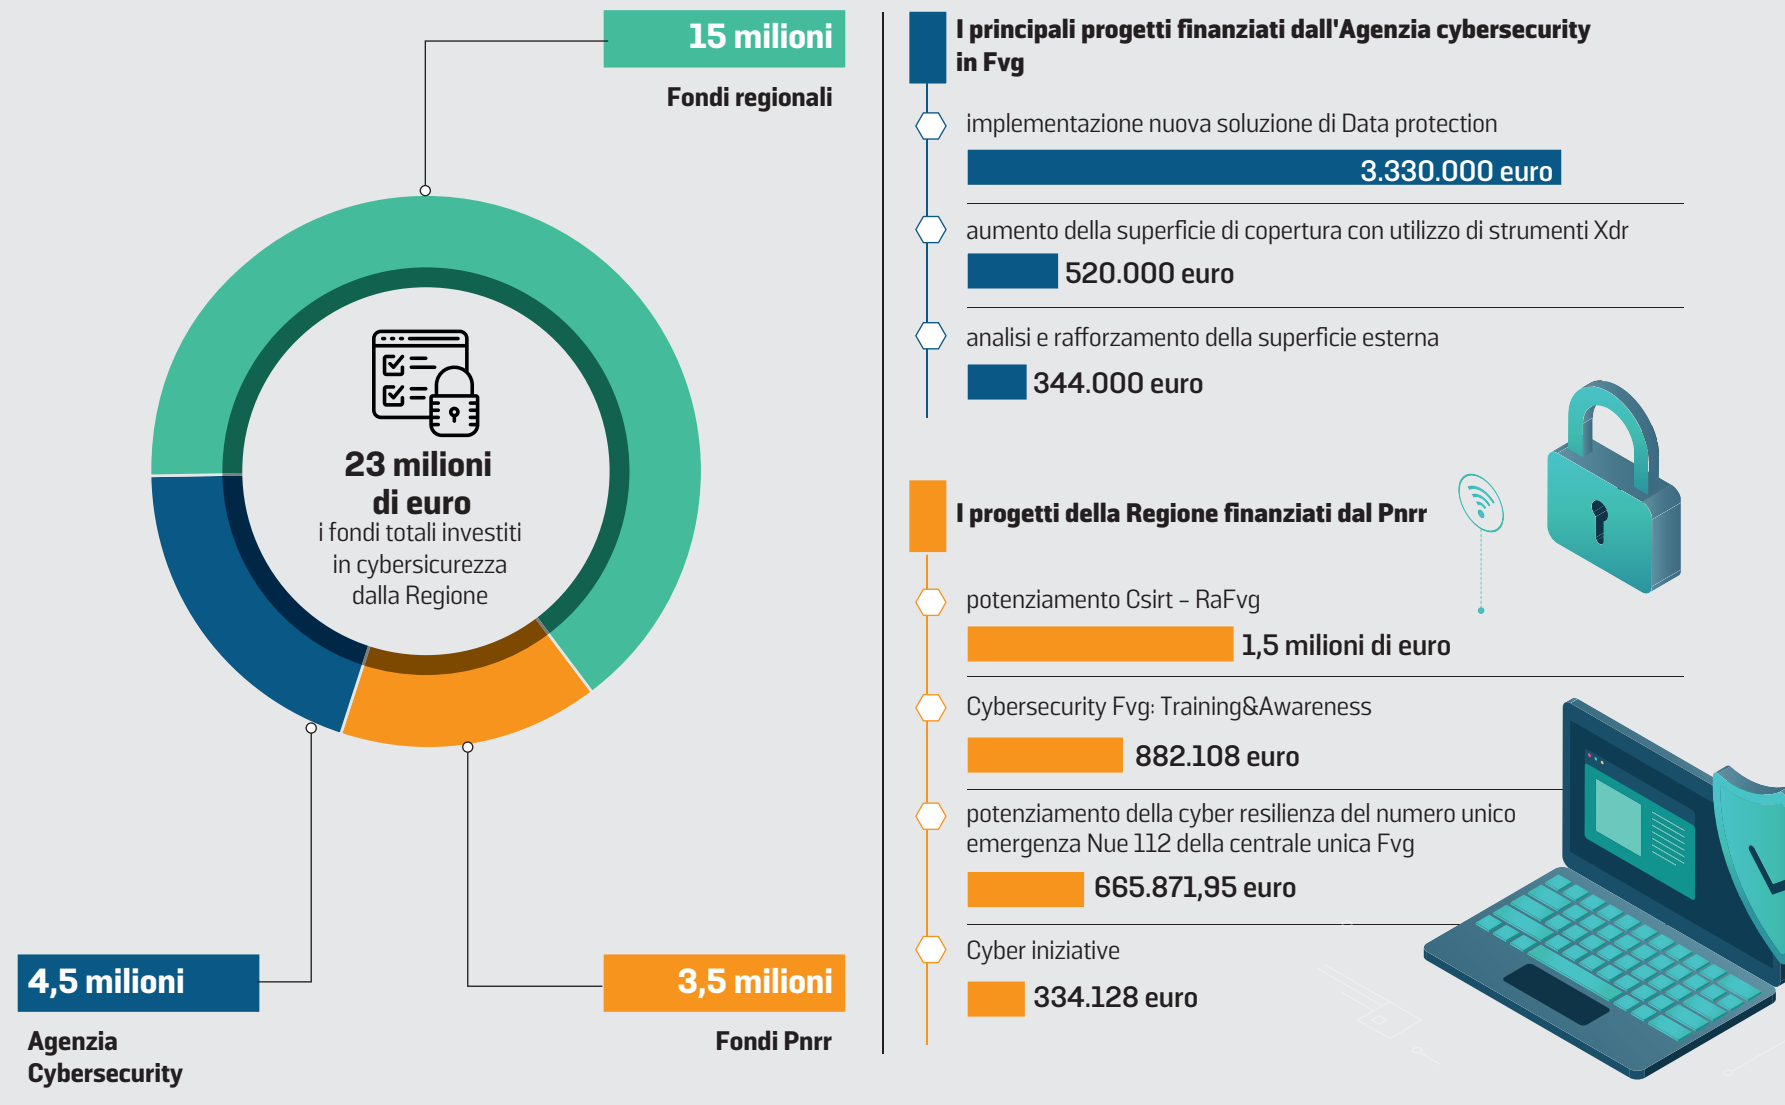 15 milioni
Fondi regionali
23 milioni
di euro
i fondi totali investiti
in cybersicurezza
dalla Regione
4,5 milioni
Agenzia
Cybersecurity
3,5 milioni
Fondi Pnrr
I principali progetti finanziati dall'Agenzia cybersecurity
in Fvg
implementazione nuova soluzione di Data protection
3.330.000 euro
aumento della superficie di copertura con utilizzo di strumenti Xdr
520.000 euro
analisi e rafforzamento della superficie esterna
344.000 euro
I progetti della Regione finanziati dal Pnrr
potenziamento Csirt – RaFvg
1,5 milioni di euro
Cybersecurity Fvg: Training&Awareness
882.108 euro
potenziamento della cyber resilienza del numero unico
emergenza Nue 112 della centrale unica Fvg
665.871,95 euro
Cyber iniziative
334.128 euro